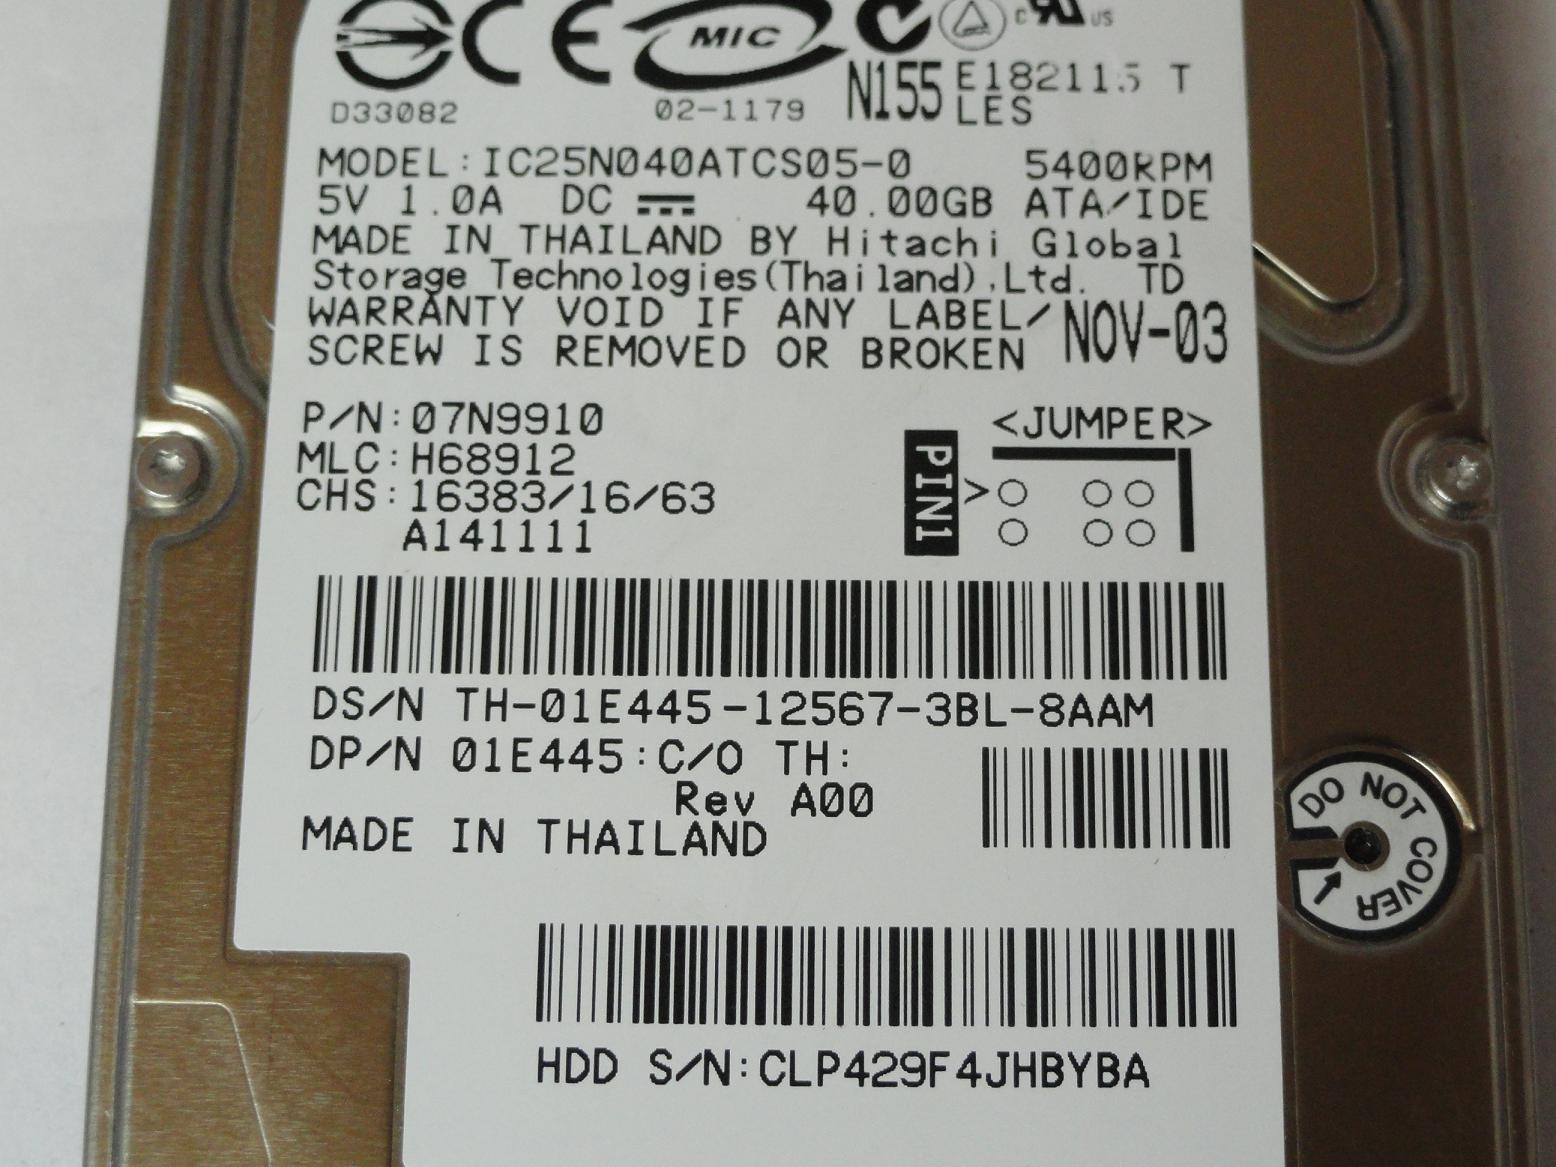 CE MIC N c US
D33082 02-1179 N155 E182115 T
LES
MODEL:IC25N040ATCS05-0 5400RPM
5V 1.0A DC 40.00GB ATA/IDE
MADE IN THAILAND BY Hitachi Global
Storage Technologies(Thailand),Ltd. TD
WARRANTY VOID IF ANY LABEL/
SCREW IS REMOVED OR BROKEN NOV-03
P/N:07N9910
MLC:H68912
CHS:16383/16/63
A141111
<JUMPER>
PIN1 >
DS/N TH-01E445-12567-3BL-8AAM
DP/N 01E445:C/O TH:
Rev A00
MADE IN THAILAND
DO NOT COVER
HDD S/N:CLP429F4JHBYBA